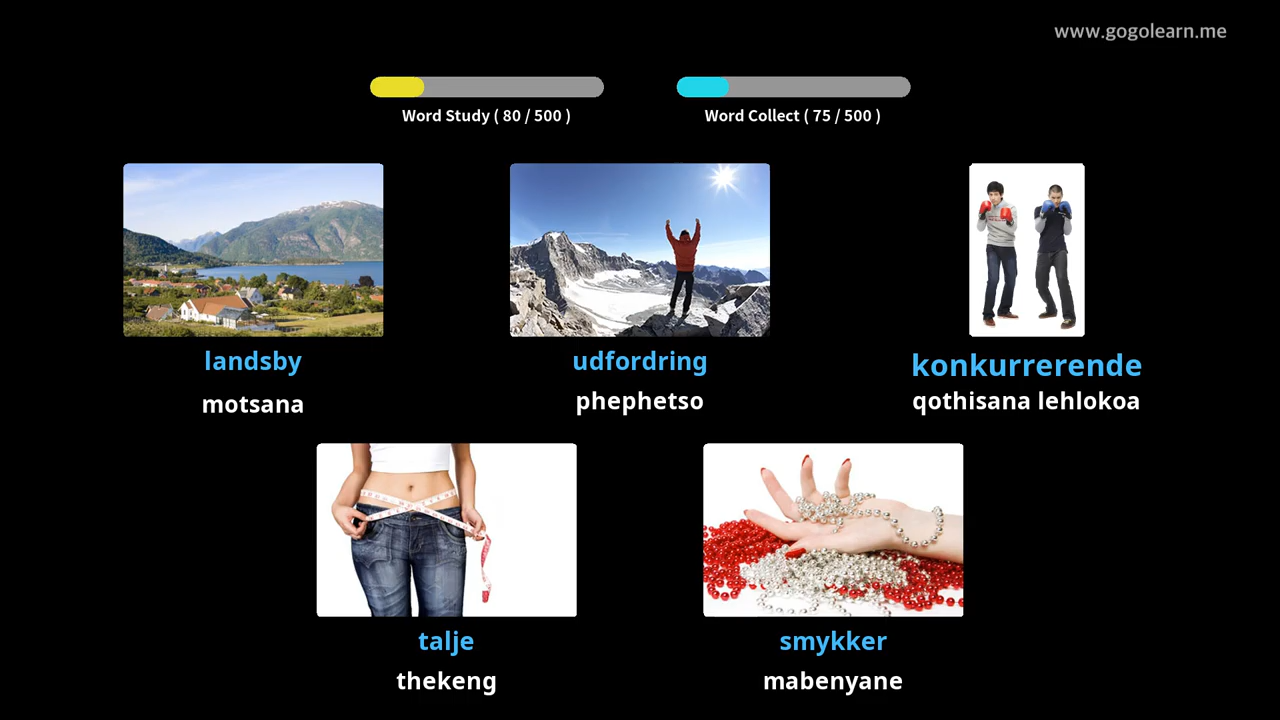 www.gogolearn.me
Word Study ( 80 / 500 )
Word Collect ( 75 / 500 )
landsby
motsana
udfordring
phephetso
konkurrerende
qothisana lehlokoa
talje
thekeng
smykker
mabenyane